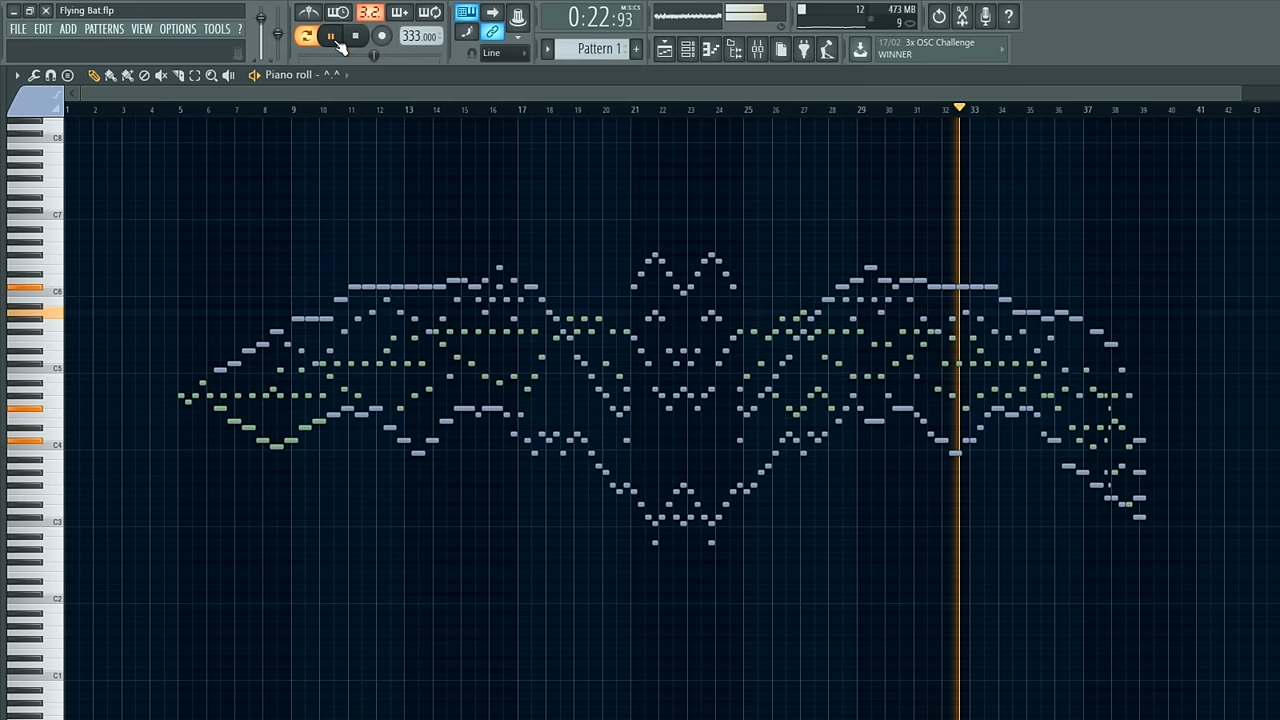 Flying Bat.flp
FILE EDIT ADD PATTERNS VIEW OPTIONS TOOLS ?
3.2
333.000
0:22:93
M:S:CS
Line
Pattern 1
12
473 MB
9
?
17/02 3x OSC Challenge
WINNER
Piano roll - ^.^
1 2 3 4 5 6 7 8 9 10 11 12 13 14 15 16 17 18 19 20 21 22 23 24 25 26 27 28 29 30 31 32 33 34 35 36 37 38 39 40 41 42 43
C8
C7
C6
C5
C4
C3
C2
C1